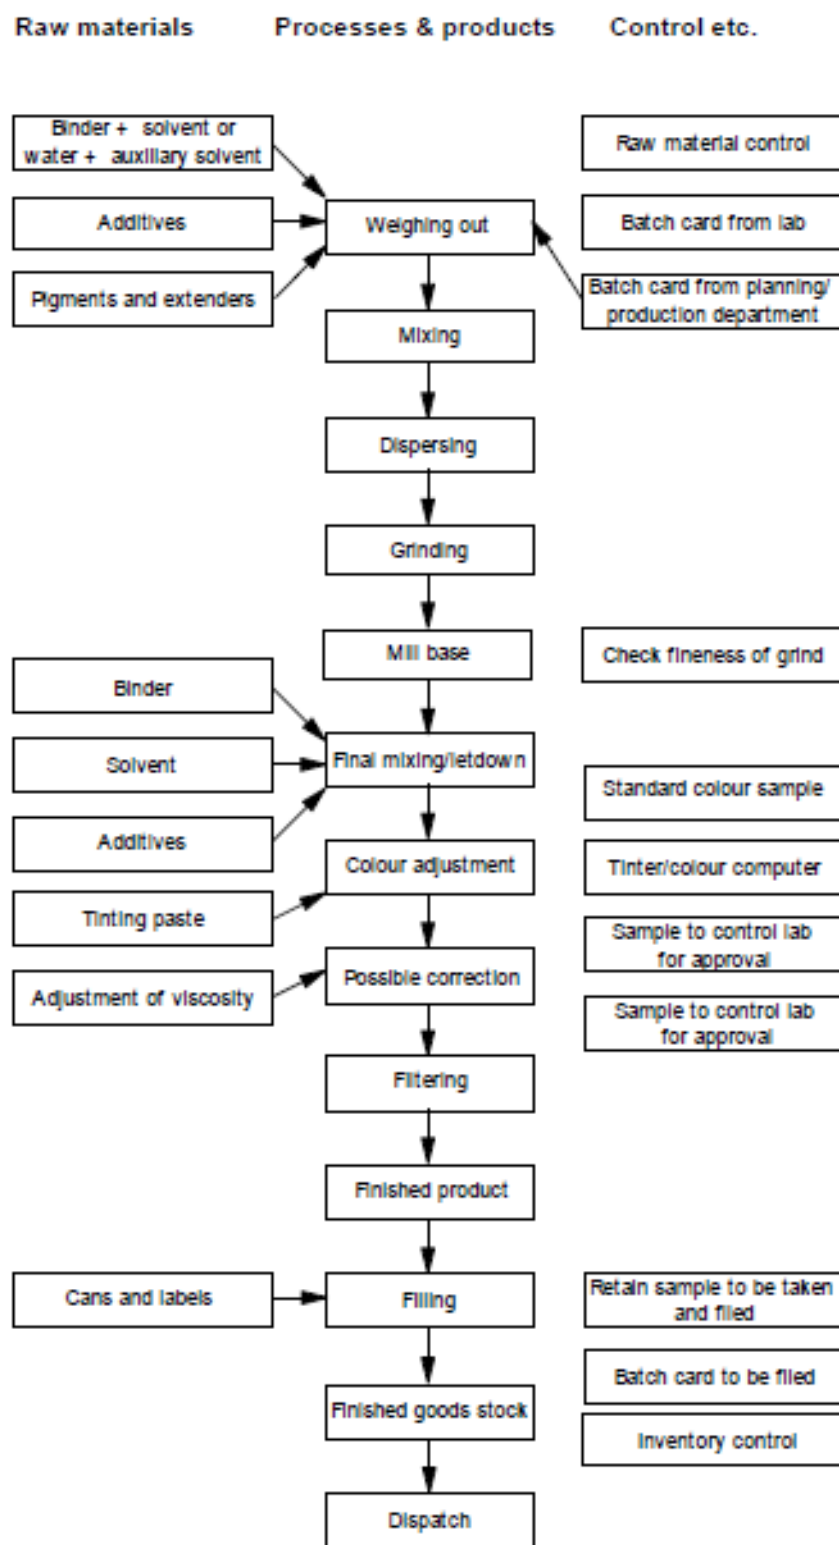 Raw materials
Processes & products
Control etc.
Binder + solvent or
water + auxiliary solvent
Raw material control
Additives
Weighing out
Batch card from lab
Pigments and extenders
Batch card from planning/
production department
Mixing
Dispersing
Grinding
Mill base
Check fineness of grind
Binder
Final mixing/letdown
Solvent
Standard colour sample
Additives
Colour adjustment
Tinter/colour computer
Tinting paste
Sample to control lab
for approval
Adjustment of viscosity
Possible correction
Sample to control lab
for approval
Filtering
Finished product
Cans and labels
Filling
Retain sample to be taken
and filed
Batch card to be filed
Finished goods stock
Inventory control
Dispatch